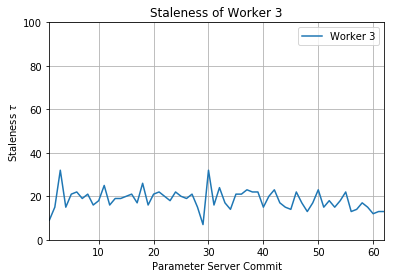 Staleness of Worker 3
Worker 3
100
80
60
40
20
0
Staleness τ
10 20 30 40 50 60
Parameter Server Commit